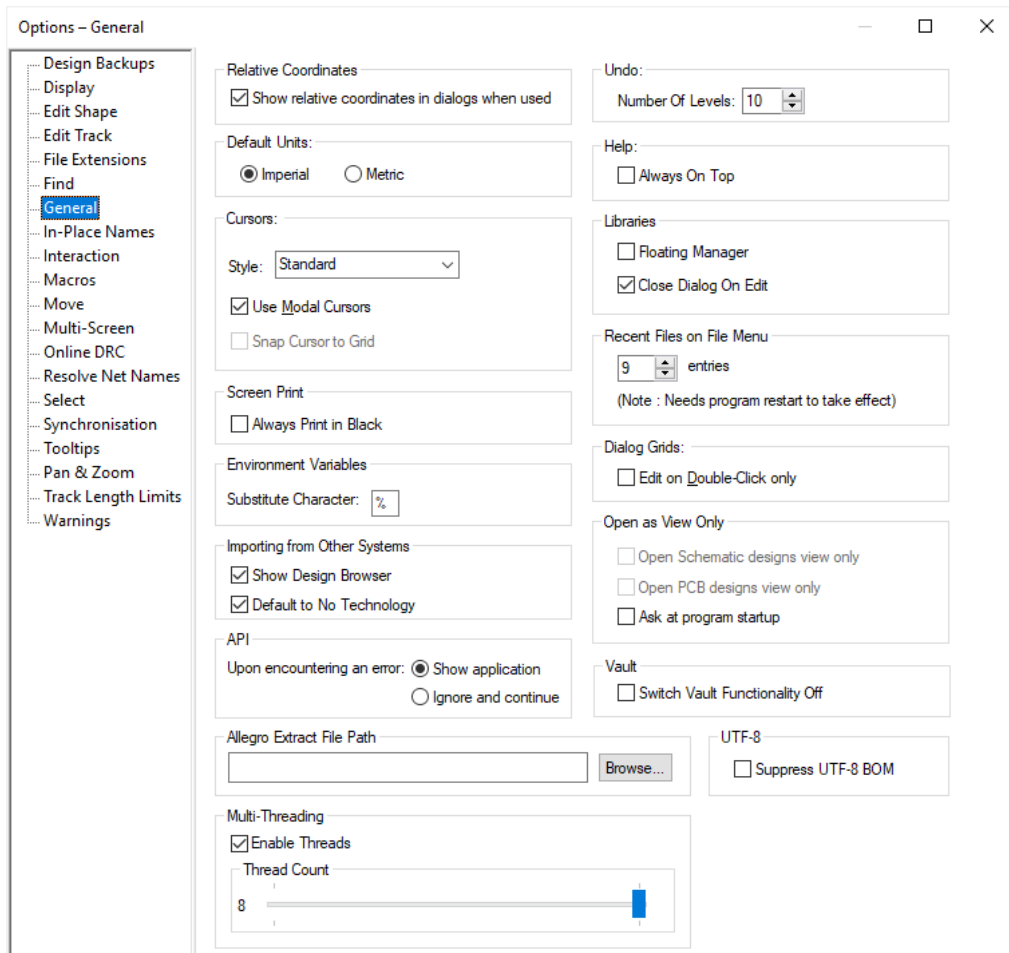 Options – General
Design Backups
Display
Edit Shape
Edit Track
File Extensions
Find
General
In-Place Names
Interaction
Macros
Move
Multi-Screen
Online DRC
Resolve Net Names
Select
Synchronisation
Tooltips
Pan & Zoom
Track Length Limits
Warnings
Relative Coordinates
Show relative coordinates in dialogs when used
Default Units:
Imperial Metric
Cursors:
Style: Standard
Use Modal Cursors
Snap Cursor to Grid
Screen Print
Always Print in Black
Environment Variables
Substitute Character: %
Importing from Other Systems
Show Design Browser
Default to No Technology
API
Upon encountering an error: Show application
Ignore and continue
Undo:
Number Of Levels: 10
Help:
Always On Top
Libraries
Floating Manager
Close Dialog On Edit
Recent Files on File Menu
9 entries
(Note : Needs program restart to take effect)
Dialog Grids:
Edit on Double-Click only
Open as View Only
Open Schematic designs view only
Open PCB designs view only
Ask at program startup
Vault
Switch Vault Functionality Off
Allegro Extract File Path
Browse...
UTF-8
Suppress UTF-8 BOM
Multi-Threading
Enable Threads
Thread Count
8